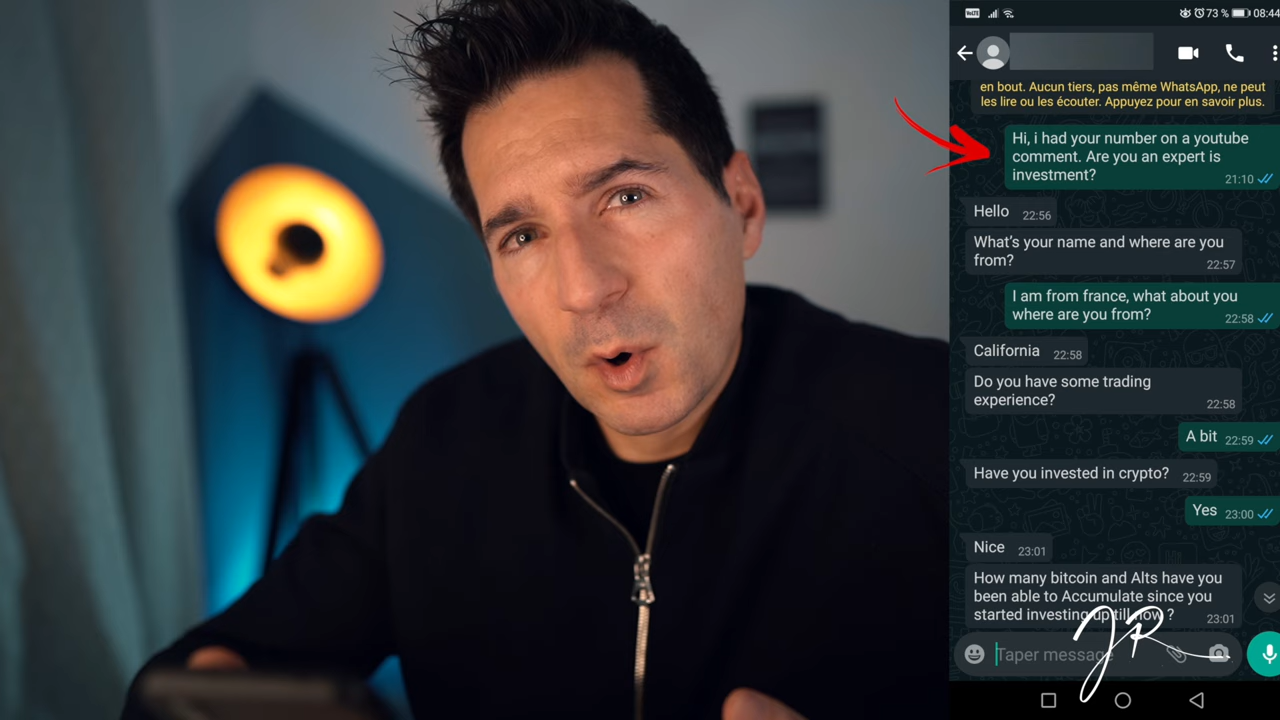 VoLTE
73 % 08:44
en bout. Aucun tiers, pas même WhatsApp, ne peut
les lire ou les écouter. Appuyez pour en savoir plus.
Hi, i had your number on a youtube
comment. Are you an expert is
investment?
21:10
Hello 22:56
What's your name and where are you
from?
22:57
I am from france, what about you
where are you from?
22:58
California 22:58
Do you have some trading
experience?
22:58
A bit 22:59
Have you invested in crypto? 22:59
Yes 23:00
Nice 23:01
How many bitcoin and Alts have you
been able to Accumulate since you
started investing up till now ?
23:01
Taper message
JR